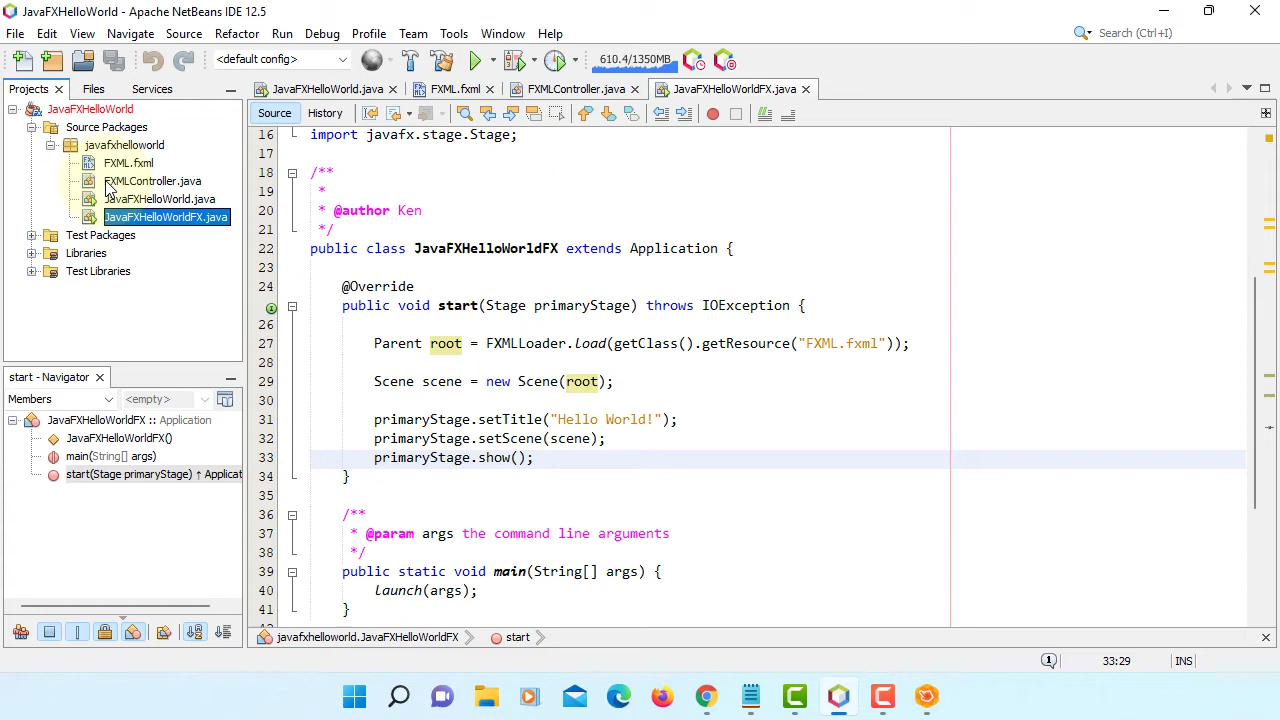 JavaFXHelloWorld - Apache NetBeans IDE 12.5
File Edit View Navigate Source Refactor Run Debug Profile Team Tools Window Help
Search (Ctrl+I)
<default config>
610.4/1350MB
Projects
Files
Services
JavaFXHelloWorld.java
FXML.fxml
FXMLController.java
JavaFXHelloWorldFX.java
Source
History
JavaFXHelloWorld
Source Packages
javafxhelloworld
FXML.fxml
FXMLController.java
JavaFXHelloWorld.java
JavaFXHelloWorldFX.java
Test Packages
Libraries
Test Libraries
start - Navigator
Members
<empty>
JavaFXHelloWorldFX :: Application
JavaFXHelloWorldFX()
main(String[] args)
start(Stage primaryStage) ↑ Applicat
16 import javafx.stage.Stage;
17
18 /**
19 *
20 * @author Ken
21 */
22 public class JavaFXHelloWorldFX extends Application {
23
24 @Override
public void start(Stage primaryStage) throws IOException {
26
27 Parent root = FXMLLoader.load(getClass().getResource("FXML.fxml"));
28
29 Scene scene = new Scene(root);
30
31 primaryStage.setTitle("Hello World!");
32 primaryStage.setScene(scene);
33 primaryStage.show();
34 }
35
36 /**
37 * @param args the command line arguments
38 */
39 public static void main(String[] args) {
40 launch(args);
41 }
javafxhelloworld.JavaFXHelloWorldFX
start
1
33:29
INS